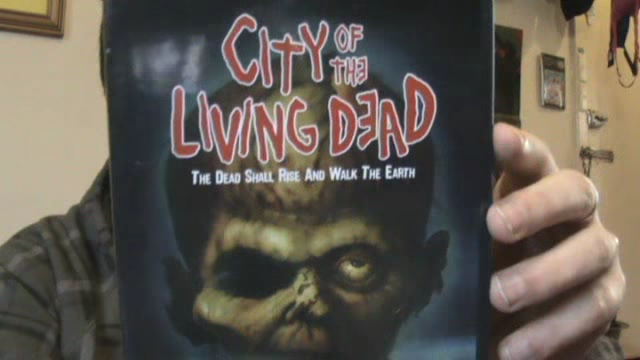 CITY OF
THE
LIVING DEAD
THE DEAD SHALL RISE AND WALK THE EARTH